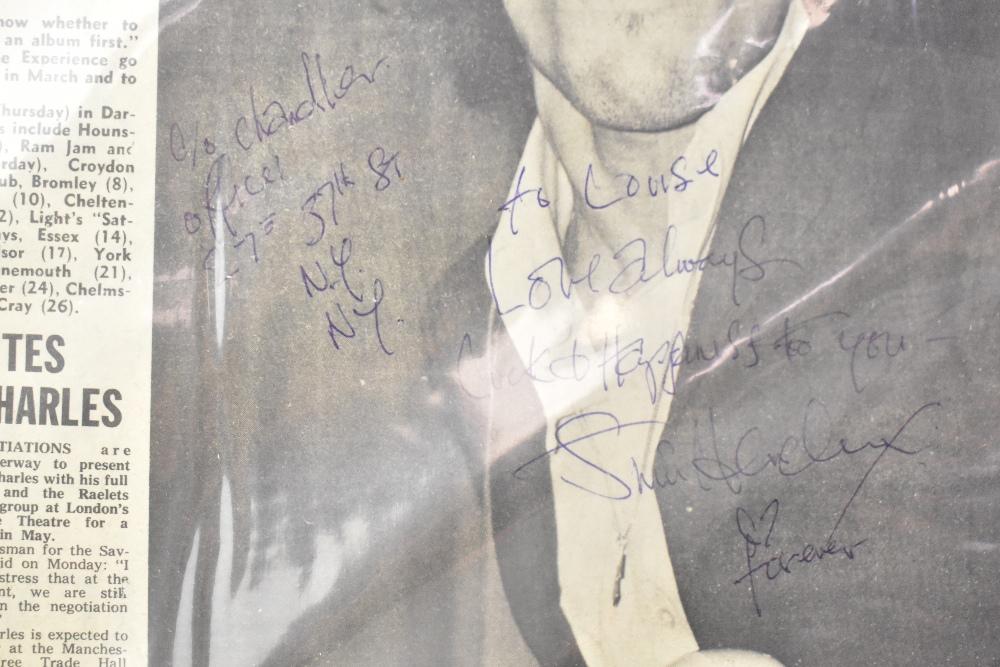 now whether to
an album first."
e Experience go
in March and to
hursday) in Dar-
s include Houns-
), Ram Jam and
rday), Croydon
ub, Bromley (8),
(10), Chelten-
2), Light's "Sat-
ys, Essex (14),
sor (17), York
nemouth (21),
er (24), Chelms-
Cray (26).
TES
HARLES
TIATIONS are
erway to present
harles with his full
and the Raelets
group at London's
e Theatre for a
in May.
sman for the Sav-
id on Monday: "I
stress that at the
nt, we are still
n the negotiation
rles is expected to
at the Manches-
ree Trade Hall
c/o Chandler
offices
37th St
N.Y.
N.Y.
to Louise
Love always
Luck & Happiness to you -
Hendrix
forever